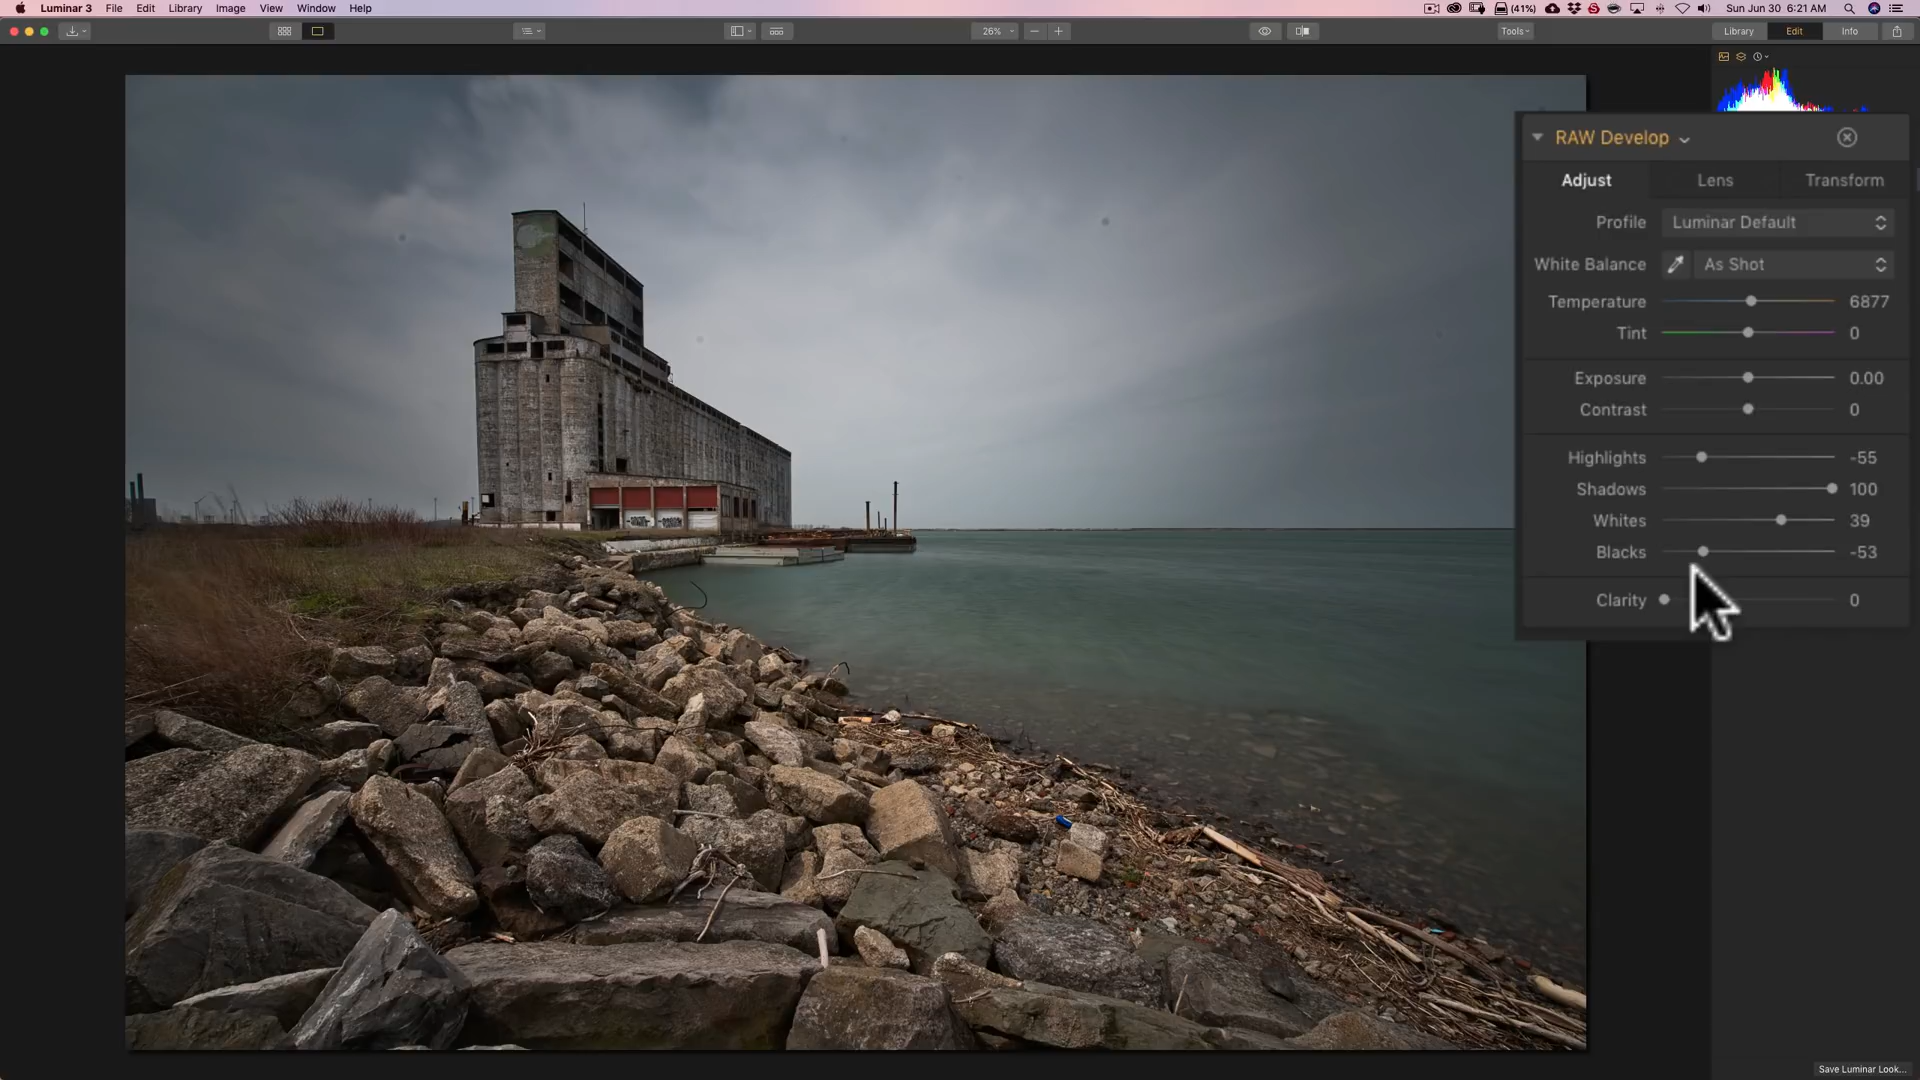 Luminar 3 File Edit Library Image View Window Help (41%) Sun Jun 30 6:21 AM
26% Tools Library Edit Info
RAW Develop
Adjust Lens Transform
Profile Luminar Default
White Balance As Shot
Temperature 6877
Tint 0
Exposure 0.00
Contrast 0
Highlights -55
Shadows 100
Whites 39
Blacks -53
Clarity 0
Save Luminar Look...